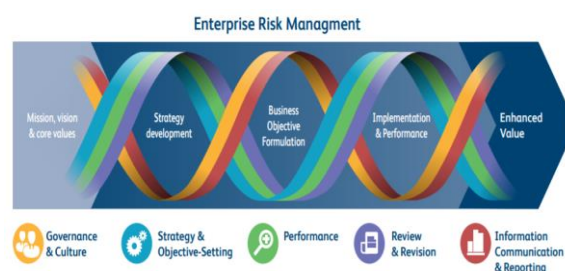 Enterprise Risk Managment
Mission, vision
& core values
Strategy
development
Business
Objective
Formulation
Implementation
& Performance
Enhanced
Value
Governance
& Culture
Strategy &
Objective-Setting
Performance
Review
& Revision
Information
Communication
& Reporting